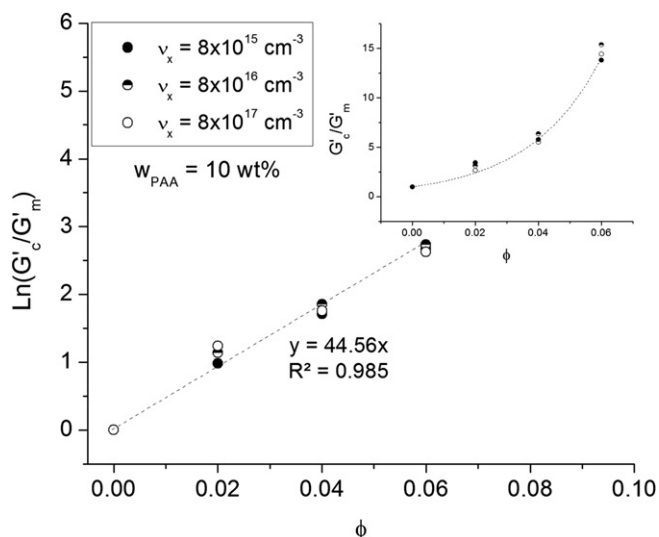 6
5
4
3
2
1
0
Ln(G'c/G'm)
νx = 8x10^15 cm^-3
νx = 8x10^16 cm^-3
νx = 8x10^17 cm^-3
wPAA = 10 wt%
15
10
5
0
G'c/G'm
0.00 0.02 0.04 0.06
ϕ
y = 44.56x
R² = 0.985
0.00 0.02 0.04 0.06 0.08 0.10
ϕ